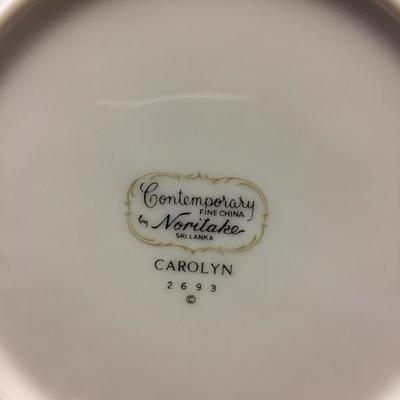 Contemporary
FINE CHINA
by Noritake
SRI LANKA
CAROLYN
2693
©